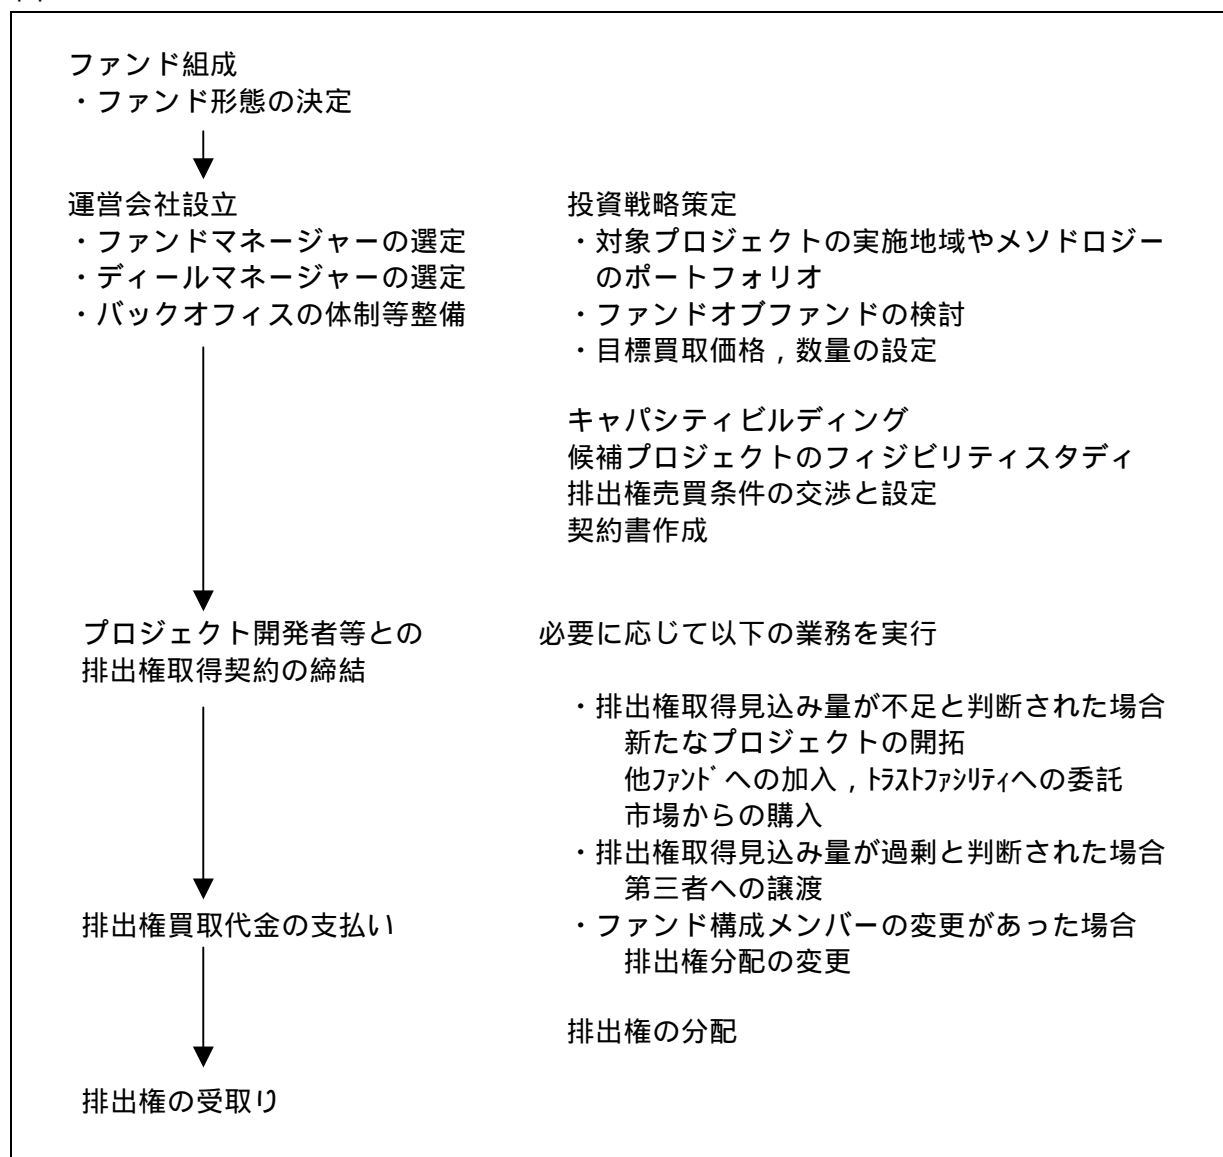 ファンド組成
・ファンド形態の決定
運営会社設立
・ファンドマネージャーの選定
・ディールマネージャーの選定
・バックオフィスの体制等整備
投資戦略策定
・対象プロジェクトの実施地域やメソドロジー
のポートフォリオ
・ファンドオブファンドの検討
・目標買取価格，数量の設定
キャパシティビルディング
候補プロジェクトのフィジビリティスタディ
排出権売買条件の交渉と設定
契約書作成
プロジェクト開発者等との
排出権取得契約の締結
必要に応じて以下の業務を実行
・排出権取得見込み量が不足と判断された場合
新たなプロジェクトの開拓
他ﾌｧﾝﾄﾞへの加入，ﾄﾗｽﾄﾌｧｼﾘﾃｨへの委託
市場からの購入
・排出権取得見込み量が過剰と判断された場合
第三者への譲渡
・ファンド構成メンバーの変更があった場合
排出権分配の変更
排出権買取代金の支払い
排出権の分配
排出権の受取り